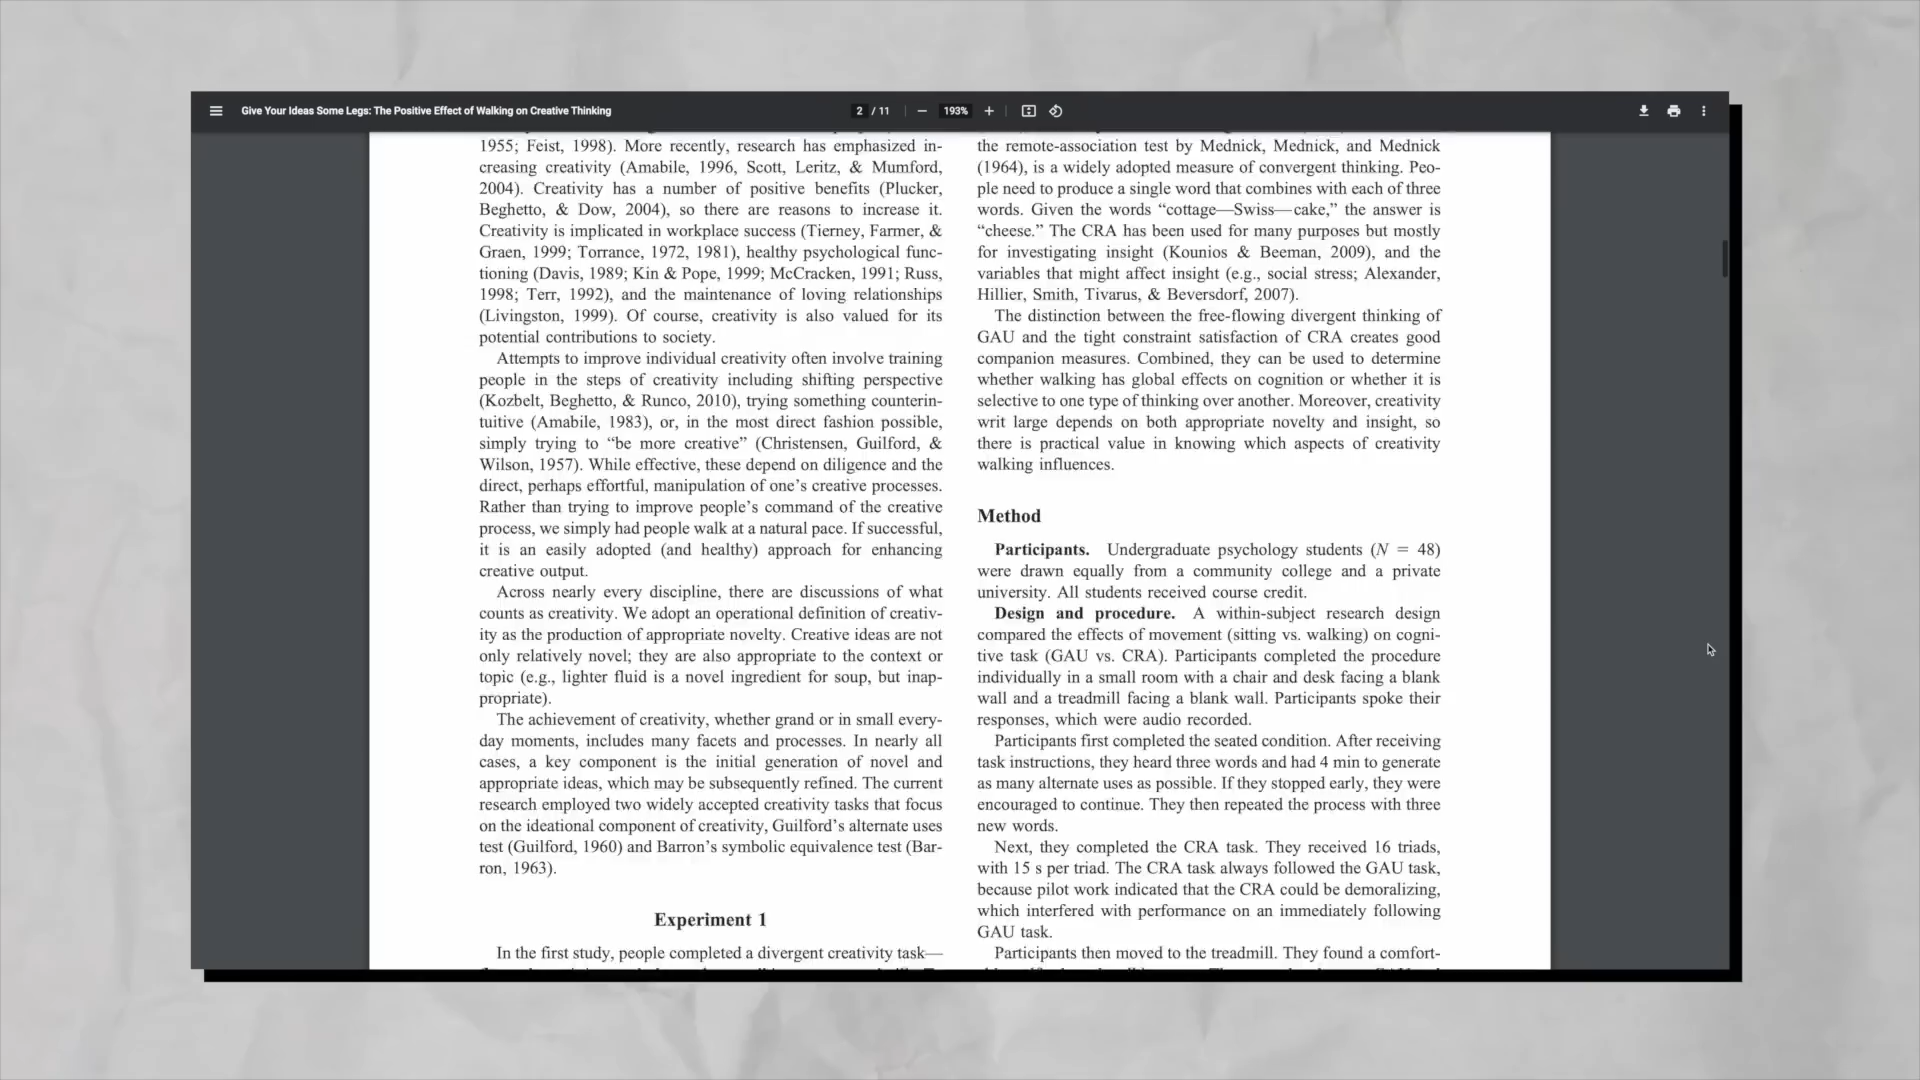 Give Your Ideas Some Legs: The Positive Effect of Walking on Creative Thinking
2 / 11
193%
1955; Feist, 1998). More recently, research has emphasized in-
creasing creativity (Amabile, 1996, Scott, Leritz, & Mumford,
2004). Creativity has a number of positive benefits (Plucker,
Beghetto, & Dow, 2004), so there are reasons to increase it.
Creativity is implicated in workplace success (Tierney, Farmer, &
Graen, 1999; Torrance, 1972, 1981), healthy psychological func-
tioning (Davis, 1989; Kin & Pope, 1999; McCracken, 1991; Russ,
1998; Terr, 1992), and the maintenance of loving relationships
(Livingston, 1999). Of course, creativity is also valued for its
potential contributions to society.
Attempts to improve individual creativity often involve training
people in the steps of creativity including shifting perspective
(Kozbelt, Beghetto, & Runco, 2010), trying something counterin-
tuitive (Amabile, 1983), or, in the most direct fashion possible,
simply trying to “be more creative” (Christensen, Guilford, &
Wilson, 1957). While effective, these depend on diligence and the
direct, perhaps effortful, manipulation of one’s creative processes.
Rather than trying to improve people’s command of the creative
process, we simply had people walk at a natural pace. If successful,
it is an easily adopted (and healthy) approach for enhancing
creative output.
Across nearly every discipline, there are discussions of what
counts as creativity. We adopt an operational definition of creativ-
ity as the production of appropriate novelty. Creative ideas are not
only relatively novel; they are also appropriate to the context or
topic (e.g., lighter fluid is a novel ingredient for soup, but inap-
propriate).
The achievement of creativity, whether grand or in small every-
day moments, includes many facets and processes. In nearly all
cases, a key component is the initial generation of novel and
appropriate ideas, which may be subsequently refined. The current
research employed two widely accepted creativity tasks that focus
on the ideational component of creativity, Guilford’s alternate uses
test (Guilford, 1960) and Barron’s symbolic equivalence test (Bar-
ron, 1963).
Experiment 1
In the first study, people completed a divergent creativity task—
the remote-association test by Mednick, Mednick, and Mednick
(1964), is a widely adopted measure of convergent thinking. Peo-
ple need to produce a single word that combines with each of three
words. Given the words “cottage—Swiss—cake,” the answer is
“cheese.” The CRA has been used for many purposes but mostly
for investigating insight (Kounios & Beeman, 2009), and the
variables that might affect insight (e.g., social stress; Alexander,
Hillier, Smith, Tivarus, & Beversdorf, 2007).
The distinction between the free-flowing divergent thinking of
GAU and the tight constraint satisfaction of CRA creates good
companion measures. Combined, they can be used to determine
whether walking has global effects on cognition or whether it is
selective to one type of thinking over another. Moreover, creativity
writ large depends on both appropriate novelty and insight, so
there is practical value in knowing which aspects of creativity
walking influences.
Method
Participants. Undergraduate psychology students (N = 48)
were drawn equally from a community college and a private
university. All students received course credit.
Design and procedure. A within-subject research design
compared the effects of movement (sitting vs. walking) on cogni-
tive task (GAU vs. CRA). Participants completed the procedure
individually in a small room with a chair and desk facing a blank
wall and a treadmill facing a blank wall. Participants spoke their
responses, which were audio recorded.
Participants first completed the seated condition. After receiving
task instructions, they heard three words and had 4 min to generate
as many alternate uses as possible. If they stopped early, they were
encouraged to continue. They then repeated the process with three
new words.
Next, they completed the CRA task. They received 16 triads,
with 15 s per triad. The CRA task always followed the GAU task,
because pilot work indicated that the CRA could be demoralizing,
which interfered with performance on an immediately following
GAU task.
Participants then moved to the treadmill. They found a comfort-